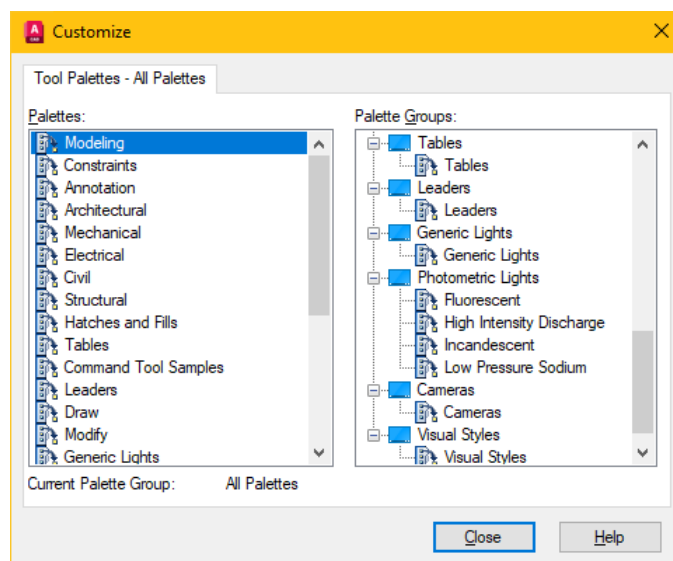 A
CAD
Customize
Tool Palettes - All Palettes
Palettes:
Modeling
Constraints
Annotation
Architectural
Mechanical
Electrical
Civil
Structural
Hatches and Fills
Tables
Command Tool Samples
Leaders
Draw
Modify
Generic Lights
Palette Groups:
Tables
Tables
Leaders
Leaders
Generic Lights
Generic Lights
Photometric Lights
Fluorescent
High Intensity Discharge
Incandescent
Low Pressure Sodium
Cameras
Cameras
Visual Styles
Visual Styles
Current Palette Group: All Palettes
Close
Help